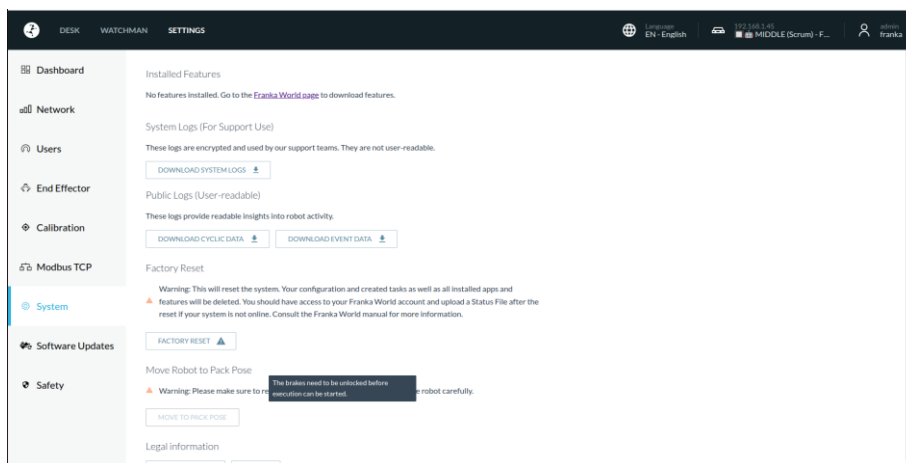 DESK WATCHMAN SETTINGS Language EN - English 192.168.1.45 MIDDLE (Scrum) - F... admin franka
Dashboard
Network
Users
End Effector
Calibration
Modbus TCP
System
Software Updates
Safety
Installed Features
No features installed. Go to the Franka World page to download features.
System Logs (For Support Use)
These logs are encrypted and used by our support teams. They are not user-readable.
DOWNLOAD SYSTEM LOGS
Public Logs (User-readable)
These logs provide readable insights into robot activity.
DOWNLOAD CYCLIC DATA DOWNLOAD EVENT DATA
Factory Reset
Warning: This will reset the system. Your configuration and created tasks as well as all installed apps and
features will be deleted. You should have access to your Franka World account and upload a Status File after the
reset if your system is not online. Consult the Franka World manual for more information.
FACTORY RESET
Move Robot to Pack Pose
The brakes need to be unlocked before
execution can be started.
Warning: Please make sure to re e robot carefully.
MOVE TO PACK POSE
Legal information